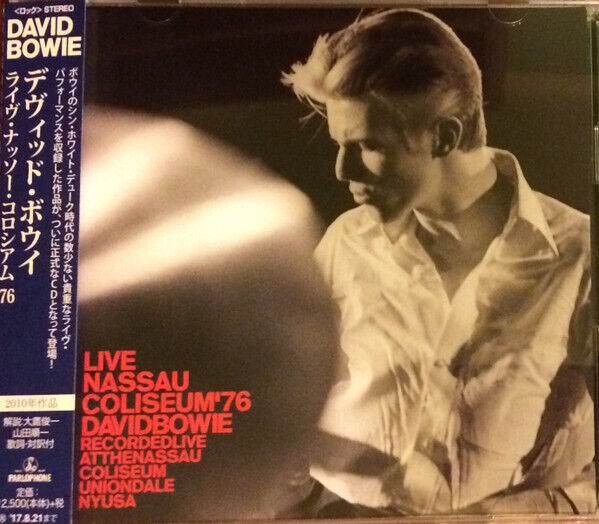 <ロック> STEREO
DAVID
BOWIE
デヴィッド・ボウイ
ライヴ・ナッソー・コロシアム '76
ボウイのシン・ホワイト・デューク時代の数少ない貴重なライヴ・
パフォーマンスを収録した作品が、ついに正式なCDとなって登場!
2010年作品
解説:大鷹俊一
山田順一
歌詞・対訳付
PARLOPHONE
定価:
2,500(本体)+税
'17.8.21まで
LIVE
NASSAU
COLISEUM'76
DAVIDBOWIE
RECORDEDLIVE
ATTHENASSAU
COLISEUM
UNIONDALE
NYUSA